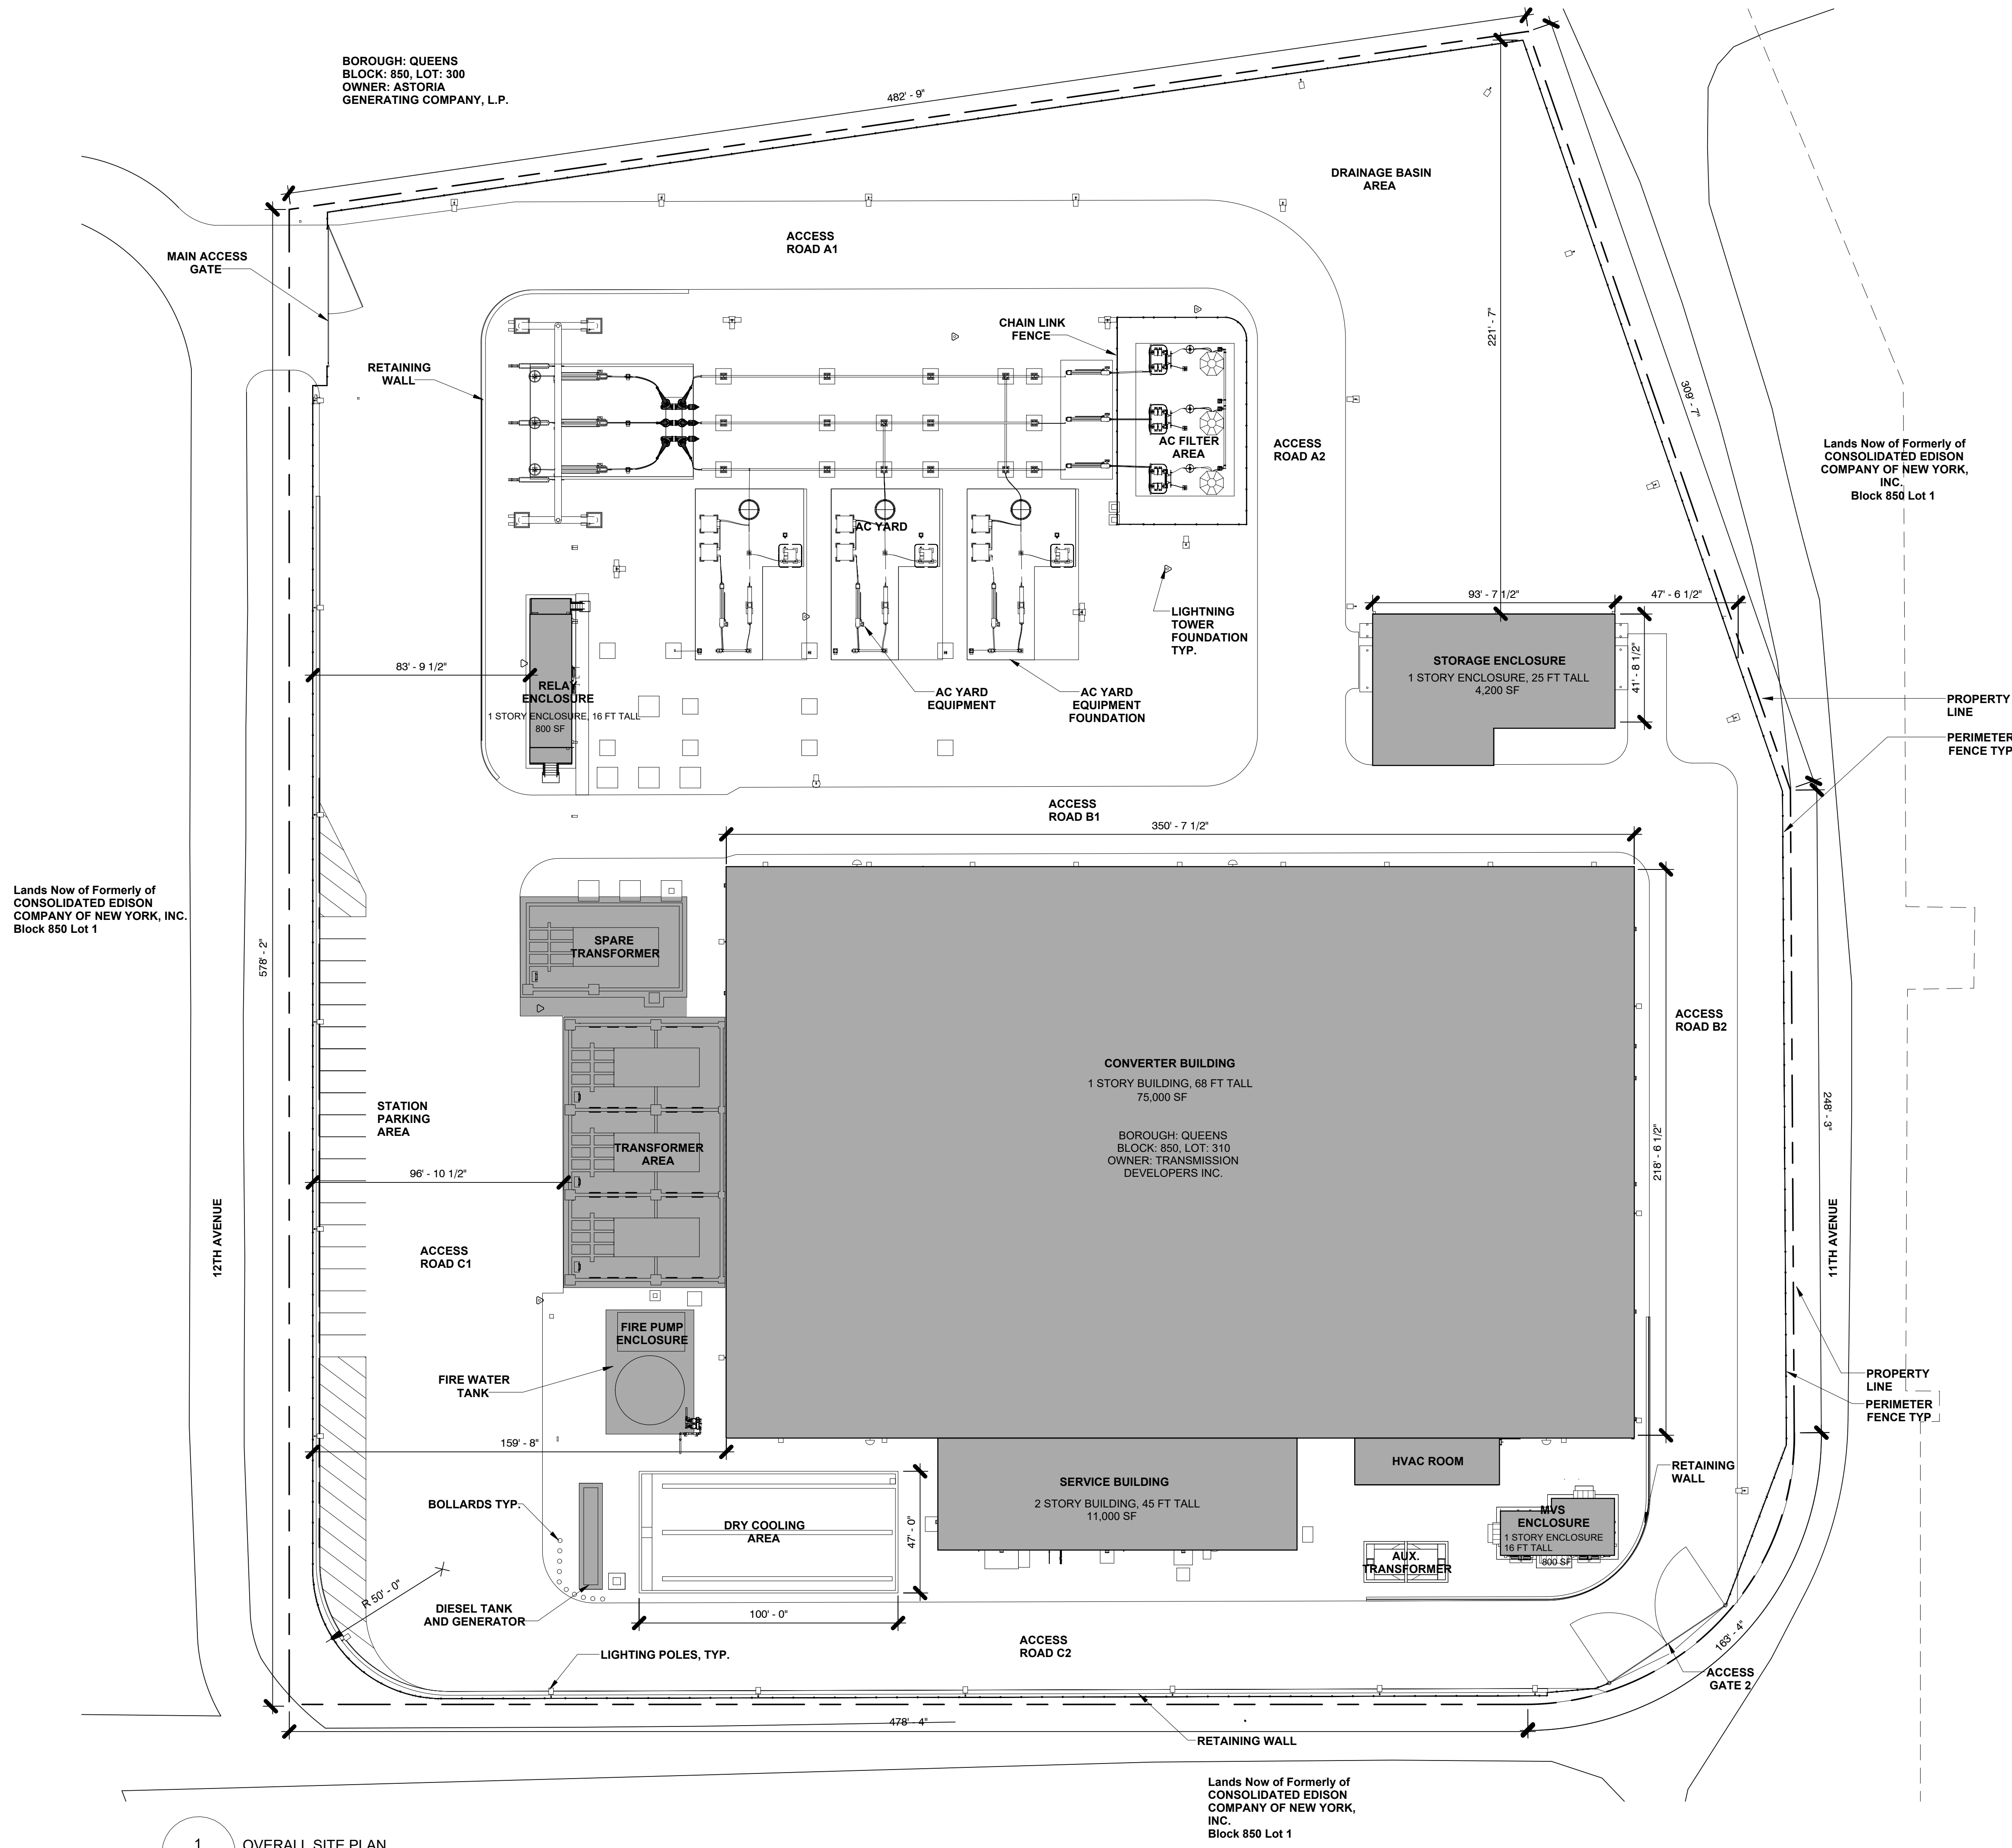 BOROUGH: QUEENS
BLOCK: 850, LOT: 300
OWNER: ASTORIA
GENERATING COMPANY, L.P.
482' - 9"
DRAINAGE BASIN
AREA
ACCESS
ROAD A1
MAIN ACCESS
GATE
CHAIN LINK
FENCE
221' - 7"
309' - 7"
RETAINING
WALL
AC FILTER
AREA
ACCESS
ROAD A2
Lands Now of Formerly of
CONSOLIDATED EDISON
COMPANY OF NEW YORK,
INC.
Block 850 Lot 1
AC YARD
93' - 7 1/2"
47' - 6 1/2"
LIGHTNING
TOWER
FOUNDATION
TYP.
83' - 9 1/2"
STORAGE ENCLOSURE
1 STORY ENCLOSURE, 25 FT TALL
4,200 SF
41' - 8 1/2"
RELAY
ENCLOSURE
1 STORY ENCLOSURE, 16 FT TALL
800 SF
AC YARD
EQUIPMENT
AC YARD
EQUIPMENT
FOUNDATION
PROPERTY
LINE
PERIMETER
FENCE TYP
ACCESS
ROAD B1
350' - 7 1/2"
Lands Now of Formerly of
CONSOLIDATED EDISON
COMPANY OF NEW YORK, INC.
Block 850 Lot 1
578' - 2"
SPARE
TRANSFORMER
ACCESS
ROAD B2
CONVERTER BUILDING
1 STORY BUILDING, 68 FT TALL
75,000 SF
STATION
PARKING
AREA
248' - 3"
BOROUGH: QUEENS
BLOCK: 850, LOT: 310
OWNER: TRANSMISSION
DEVELOPERS INC.
218' - 6 1/2"
TRANSFORMER
AREA
96' - 10 1/2"
12TH AVENUE
11TH AVENUE
ACCESS
ROAD C1
FIRE PUMP
ENCLOSURE
FIRE WATER
TANK
PROPERTY
LINE
PERIMETER
FENCE TYP
159' - 8"
HVAC ROOM
RETAINING
WALL
SERVICE BUILDING
2 STORY BUILDING, 45 FT TALL
11,000 SF
BOLLARDS TYP.
DRY COOLING
AREA
47' - 0"
MVS
ENCLOSURE
1 STORY ENCLOSURE
16 FT TALL
800 SF
AUX.
TRANSFORMER
R 50' - 0"
DIESEL TANK
AND GENERATOR
100' - 0"
ACCESS
ROAD C2
163' - 4"
LIGHTING POLES, TYP.
ACCESS
GATE 2
478' - 4"
RETAINING WALL
Lands Now of Formerly of
CONSOLIDATED EDISON
COMPANY OF NEW YORK,
INC.
Block 850 Lot 1
1
OVERALL SITE PLAN